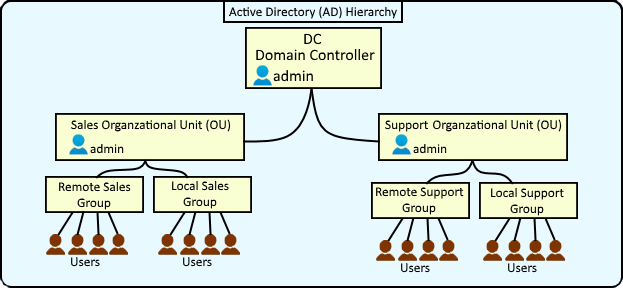 Active Directory (AD) Hierarchy
DC
Domain Controller
admin
Sales Organzational Unit (OU)
admin
Support Organzational Unit (OU)
admin
Remote Sales
Group
Local Sales
Group
Remote Support
Group
Local Support
Group
Users
Users
Users
Users